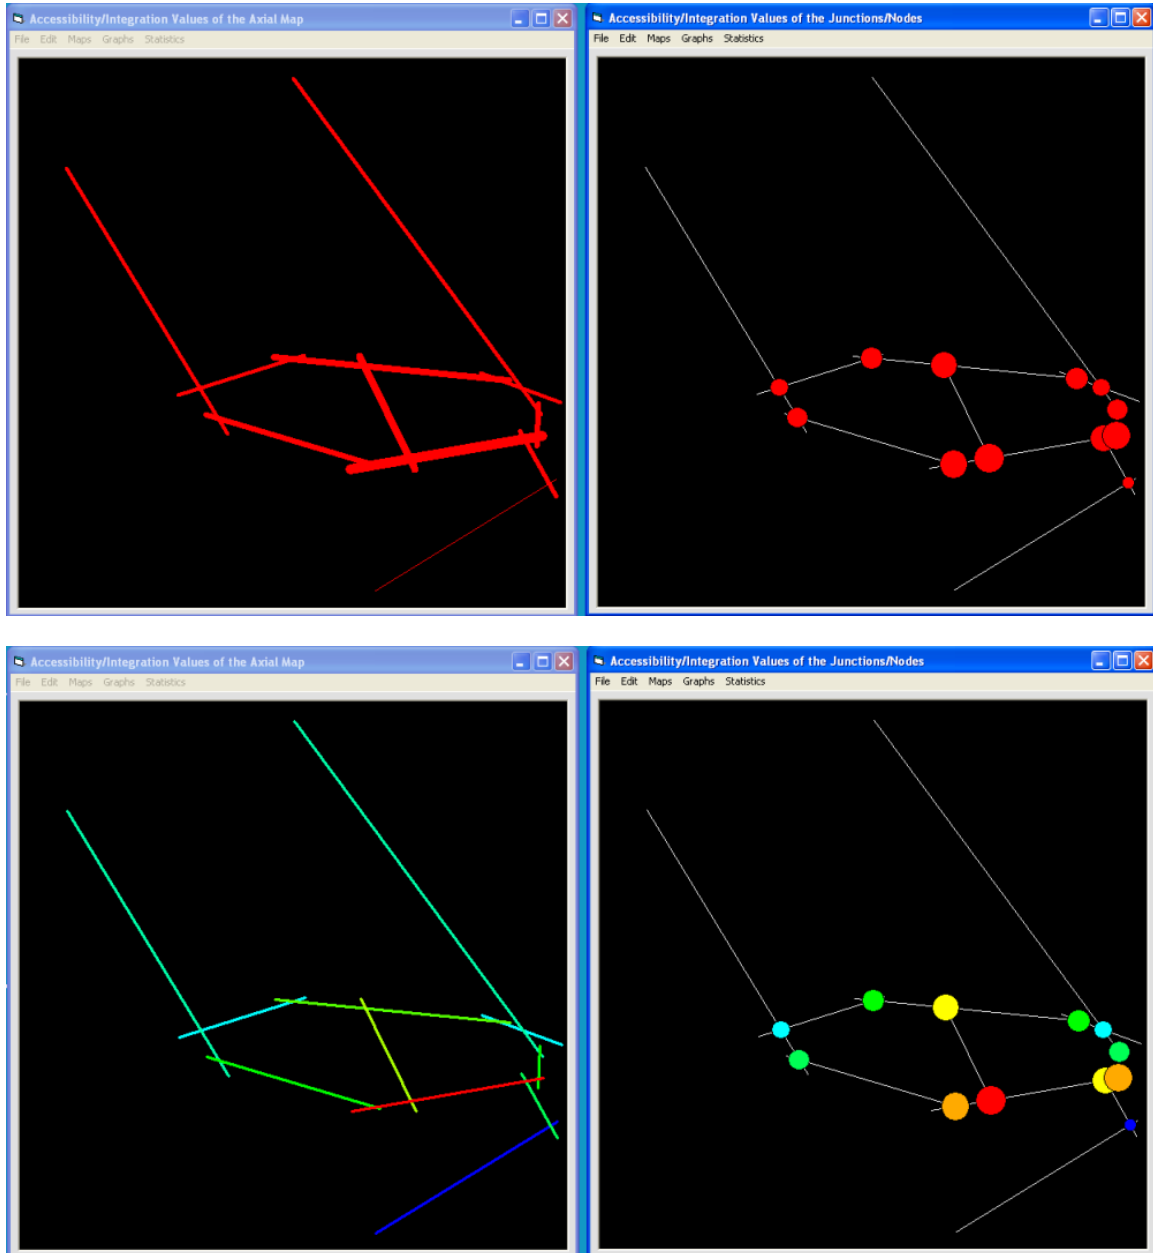 Accessibility/Integration Values of the Axial Map
File Edit Maps Graphs Statistics
Accessibility/Integration Values of the Junctions/Nodes
File Edit Maps Graphs Statistics
Accessibility/Integration Values of the Axial Map
File Edit Maps Graphs Statistics
Accessibility/Integration Values of the Junctions/Nodes
File Edit Maps Graphs Statistics